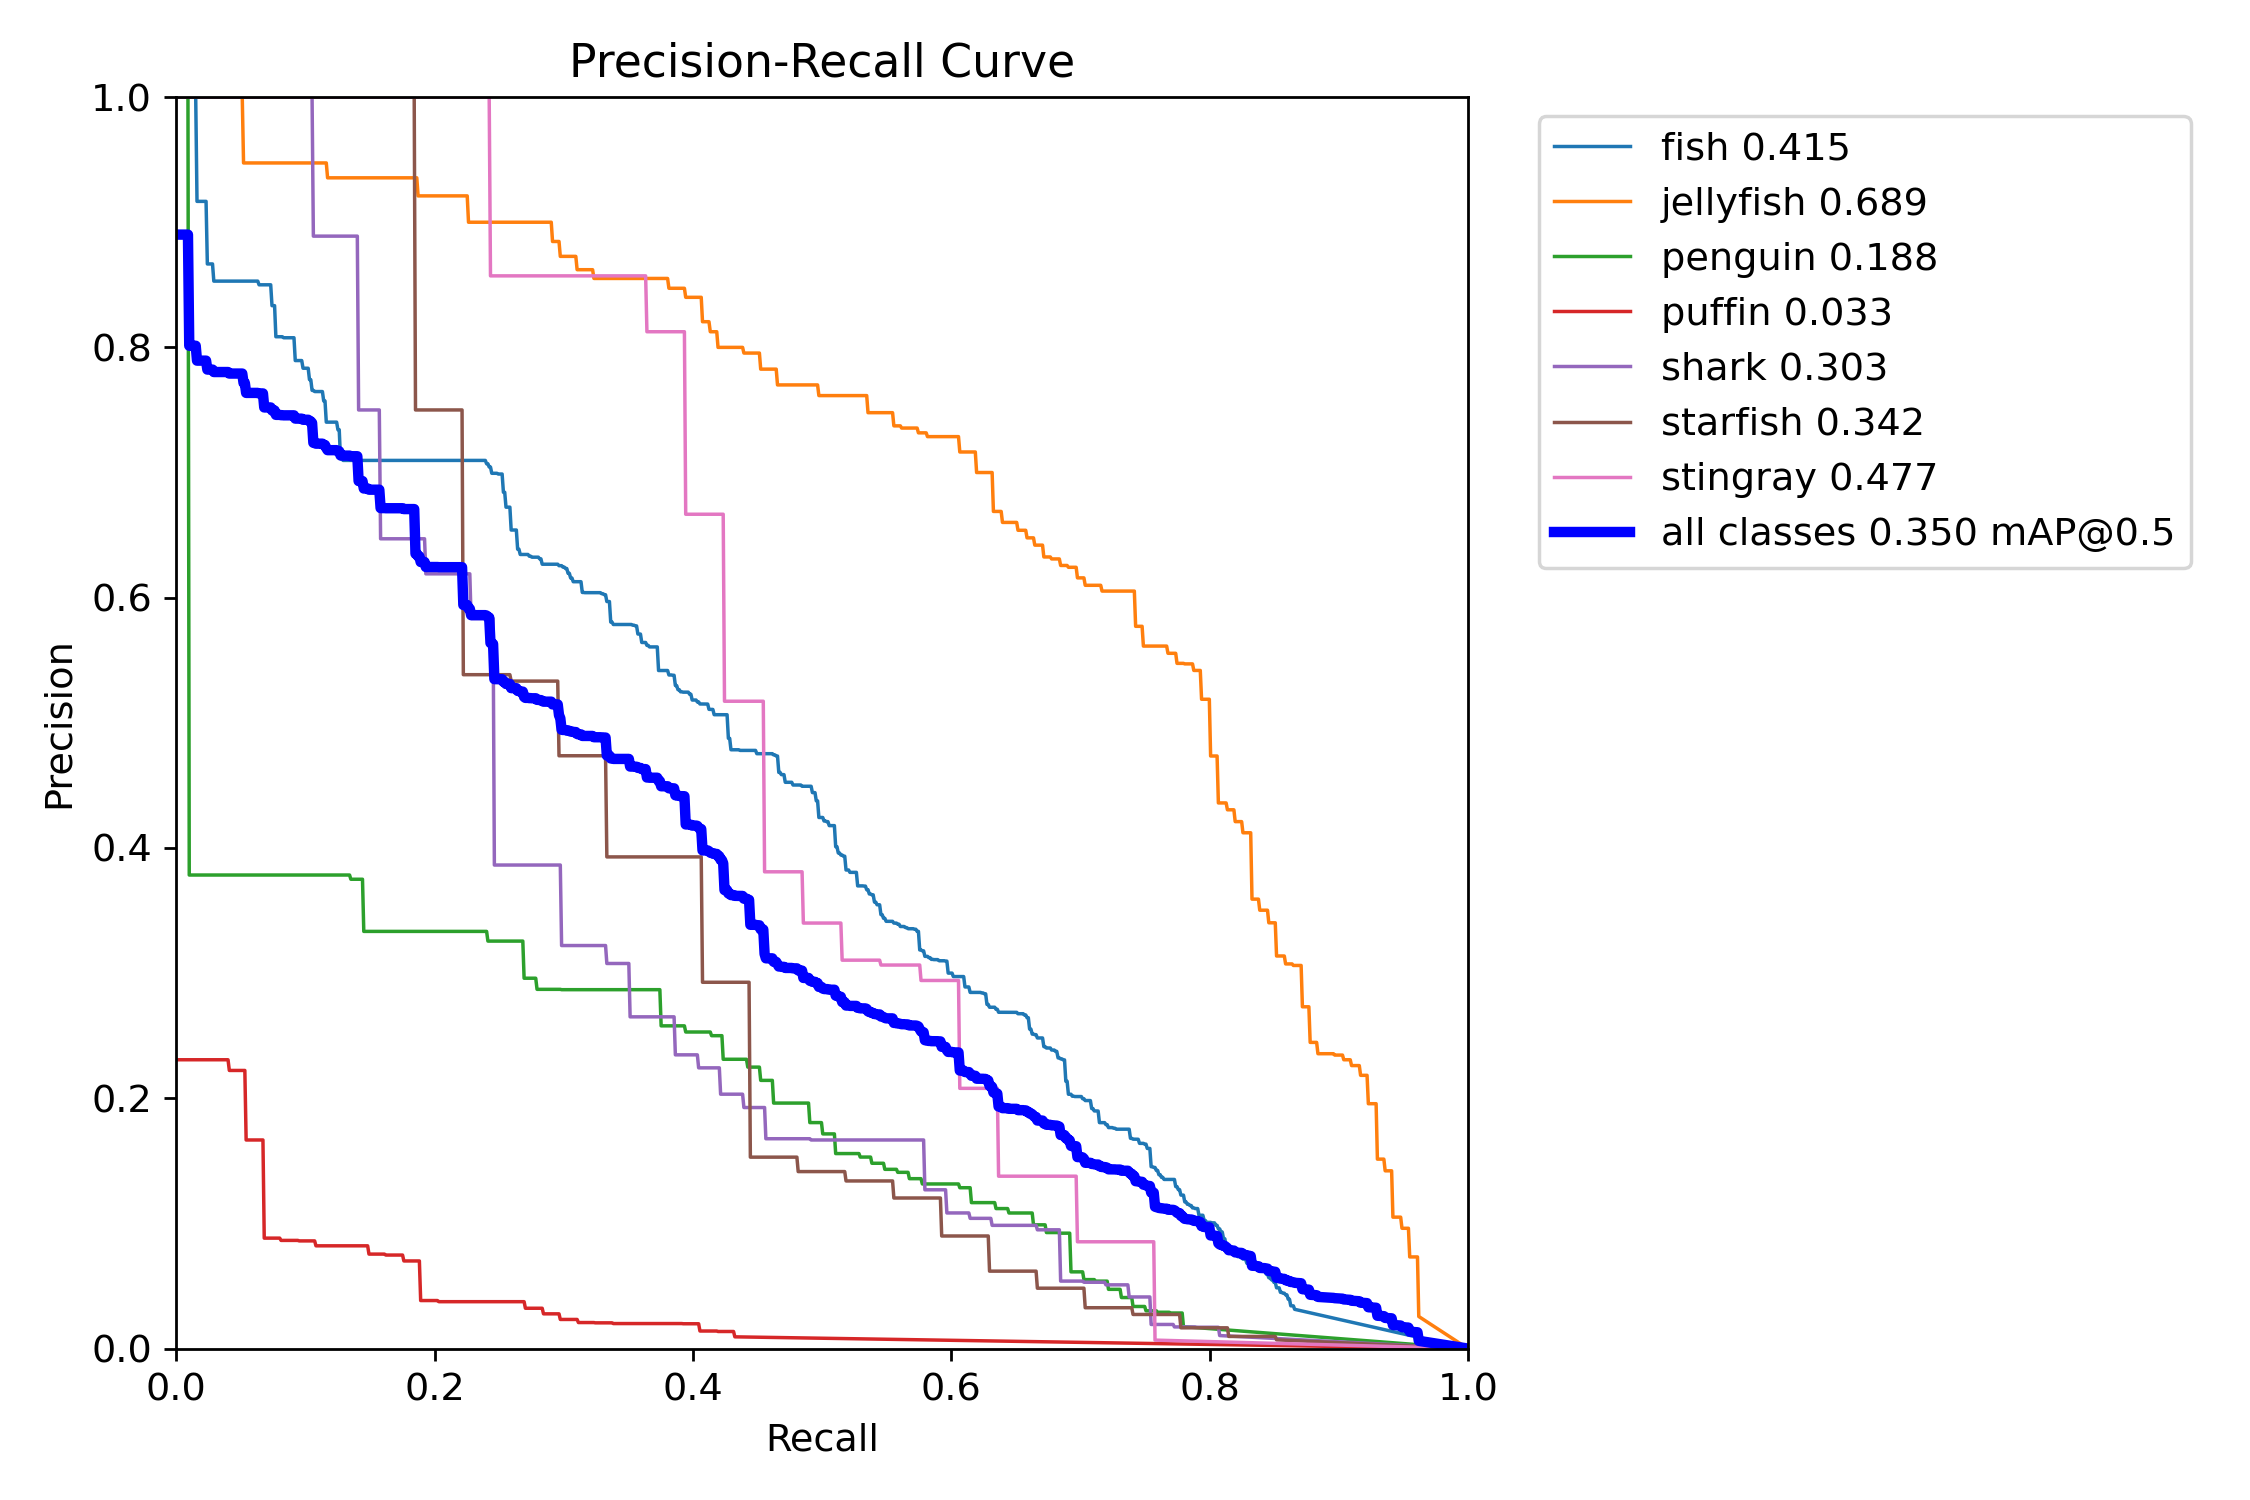 Precision-Recall Curve
1.0
0.8
0.6
0.4
0.2
0.0
Precision
0.0 0.2 0.4 0.6 0.8 1.0
Recall
fish 0.415
jellyfish 0.689
penguin 0.188
puffin 0.033
shark 0.303
starfish 0.342
stingray 0.477
all classes 0.350 mAP@0.5